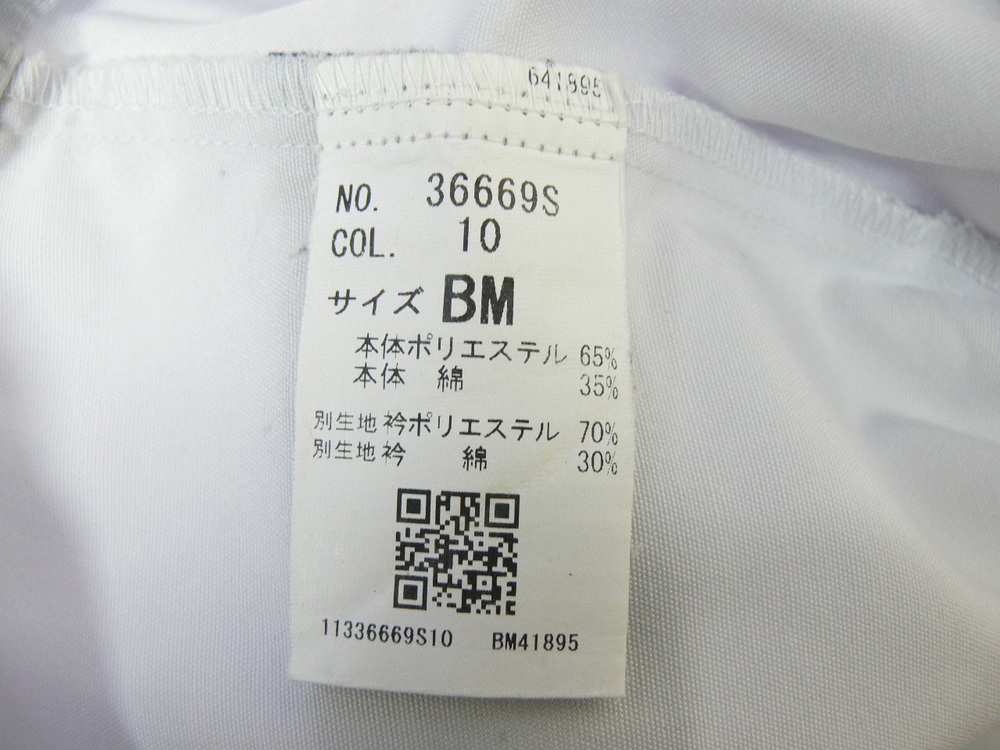 641895
NO. 36669S
COL. 10
サイズ BM
本体ポリエステル 65%
本体 綿 35%
別生地衿ポリエステル 70%
別生地衿 綿 30%
11336669S10 BM41895